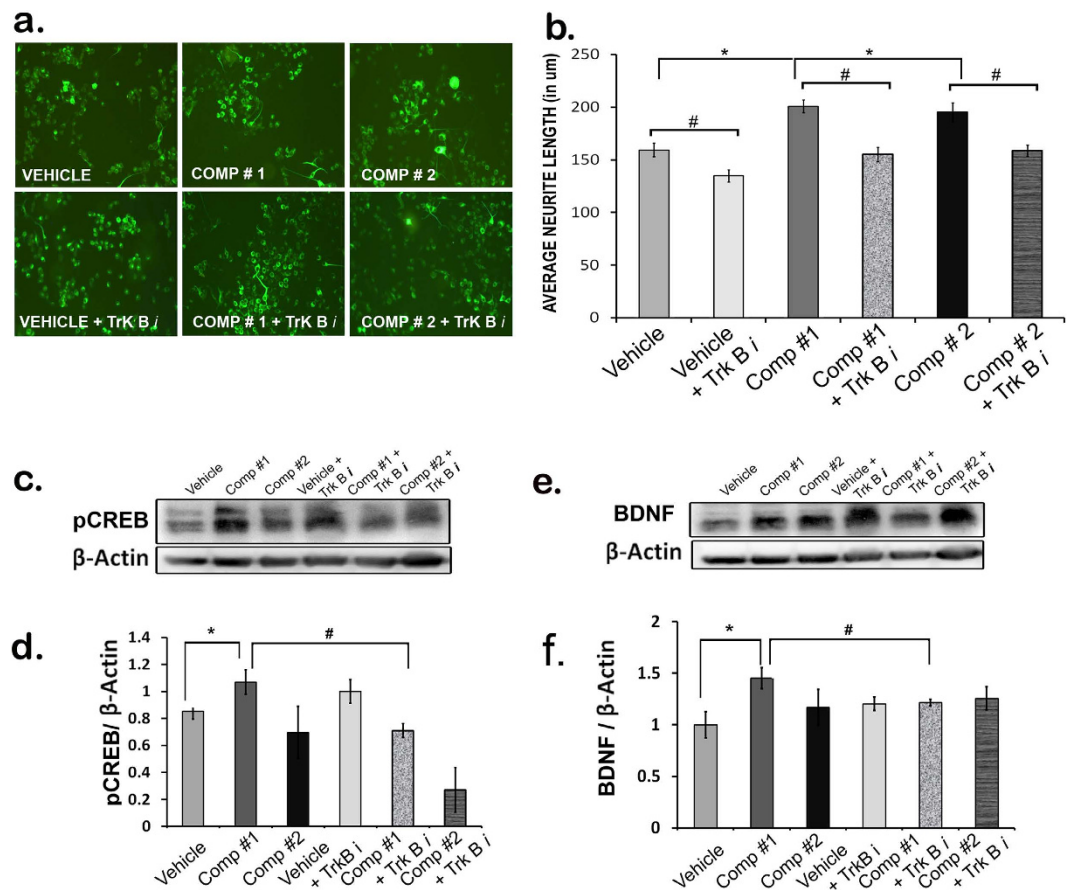 a.
VEHICLE
COMP # 1
COMP # 2
VEHICLE + TrK B i
COMP # 1 + TrK B i
COMP # 2 + TrK B i
b.
AVERAGE NEURITE LENGTH (in um)
250
200
150
100
50
0
*
*
#
#
#
Vehicle
Vehicle
+ Trk B i
Comp #1
Comp #1
+ Trk B i
Comp # 2
Comp # 2
+ Trk B i
c.
Vehicle
Comp #1
Comp #2
Vehicle +
Trk B i
Comp #1 +
Trk B i
Comp #2 +
Trk B i
pCREB
β-Actin
d.
pCREB/ β-Actin
1.4
1.2
1
0.8
0.6
0.4
0.2
0
*
#
Vehicle
Comp #1
Comp #2
Vehicle
+ TrkB i
Comp #1
+ Trk B i
Comp #2
+ Trk B i
e.
Vehicle
Comp #1
Comp #2
Vehicle +
Trk B i
Comp #1 +
Trk B i
Comp #2 +
Trk B i
BDNF
β-Actin
f.
BDNF / β-Actin
2
1.5
1
0.5
0
*
#
Vehicle
Comp #1
Comp #2
Vehicle
+ TrkB i
Comp #1
+ Trk B i
Comp #2
+ Trk B i